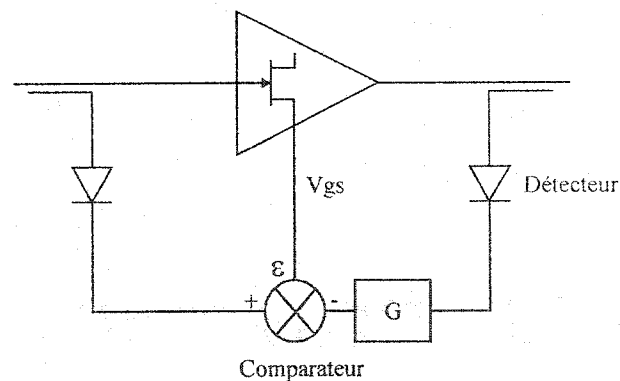 Vgs
Détecteur
ε
+
-
G
Comparateur